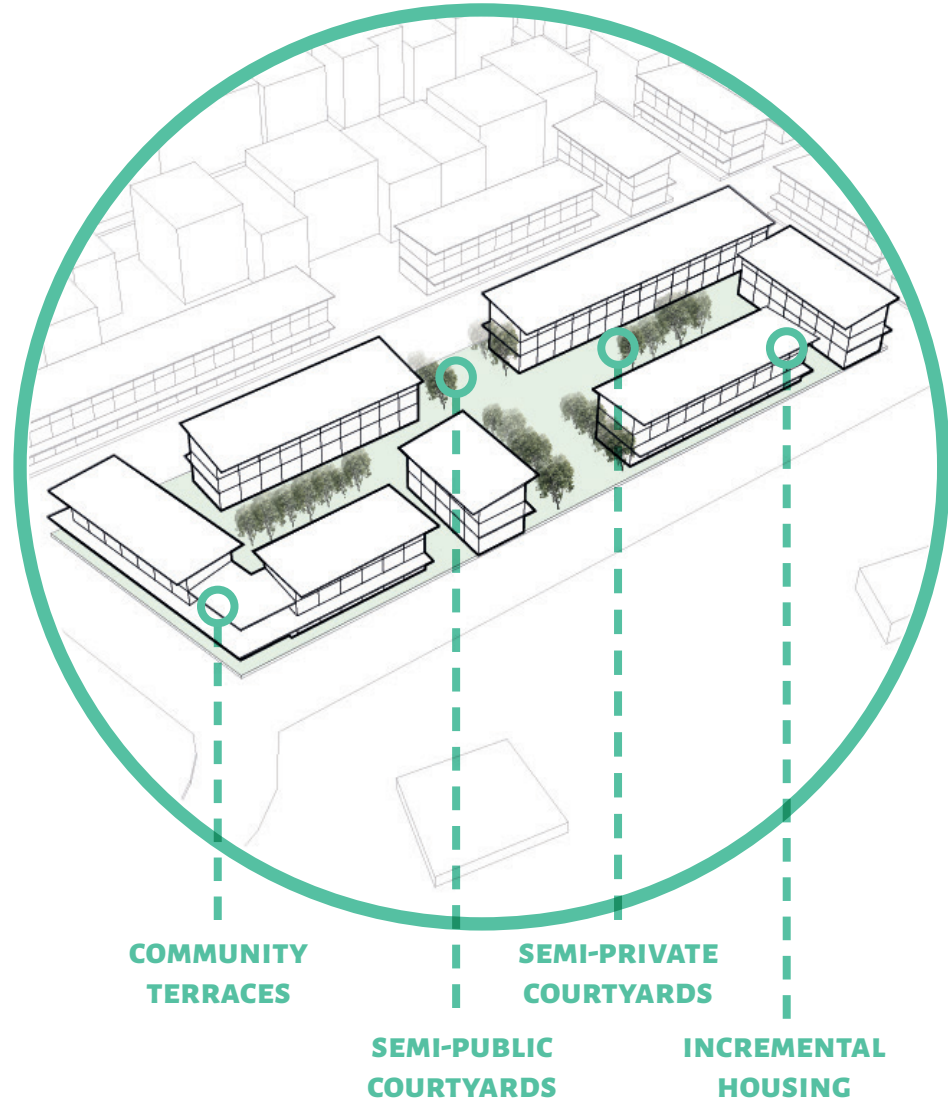 COMMUNITY
TERRACES
SEMI-PUBLIC
COURTYARDS
SEMI-PRIVATE
COURTYARDS
INCREMENTAL
HOUSING